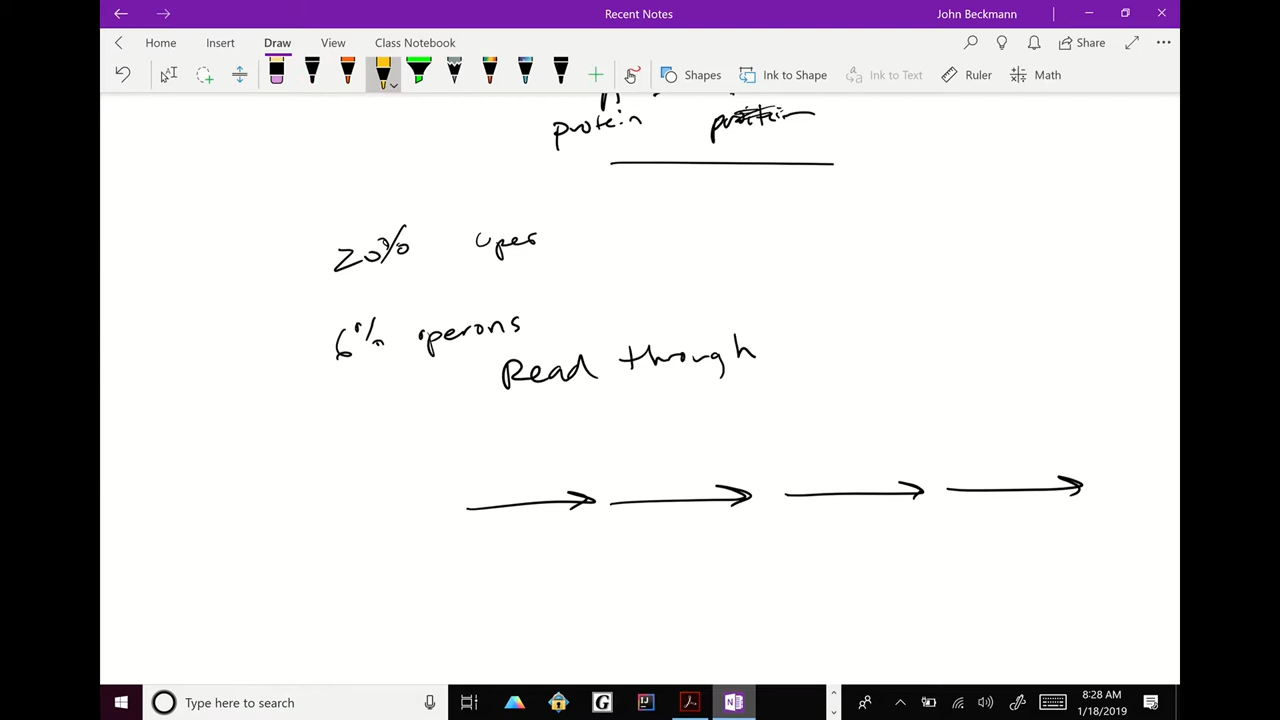 Recent Notes
John Beckmann
Home Insert Draw View Class Notebook
Share
Shapes Ink to Shape Ink to Text Ruler Math
protein
20% oper
6% operons
Read through
Type here to search
8:28 AM
1/18/2019